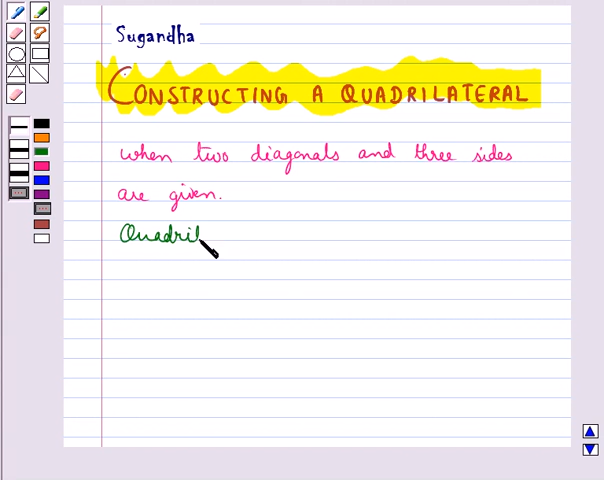 Sugandha
CONSTRUCTING A QUADRILATERAL
when two diagonals and three sides
are given.
Quadril